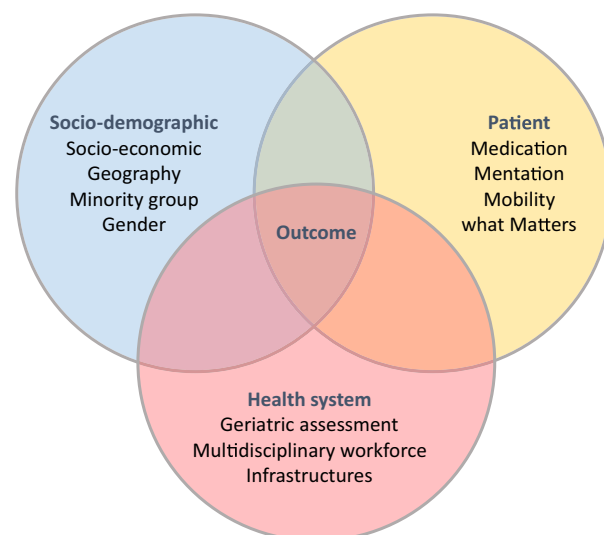 Socio-demographic
Socio-economic
Geography
Minority group
Gender
Patient
Medication
Mentation
Mobility
what Matters
Outcome
Health system
Geriatric assessment
Multidisciplinary workforce
Infrastructures